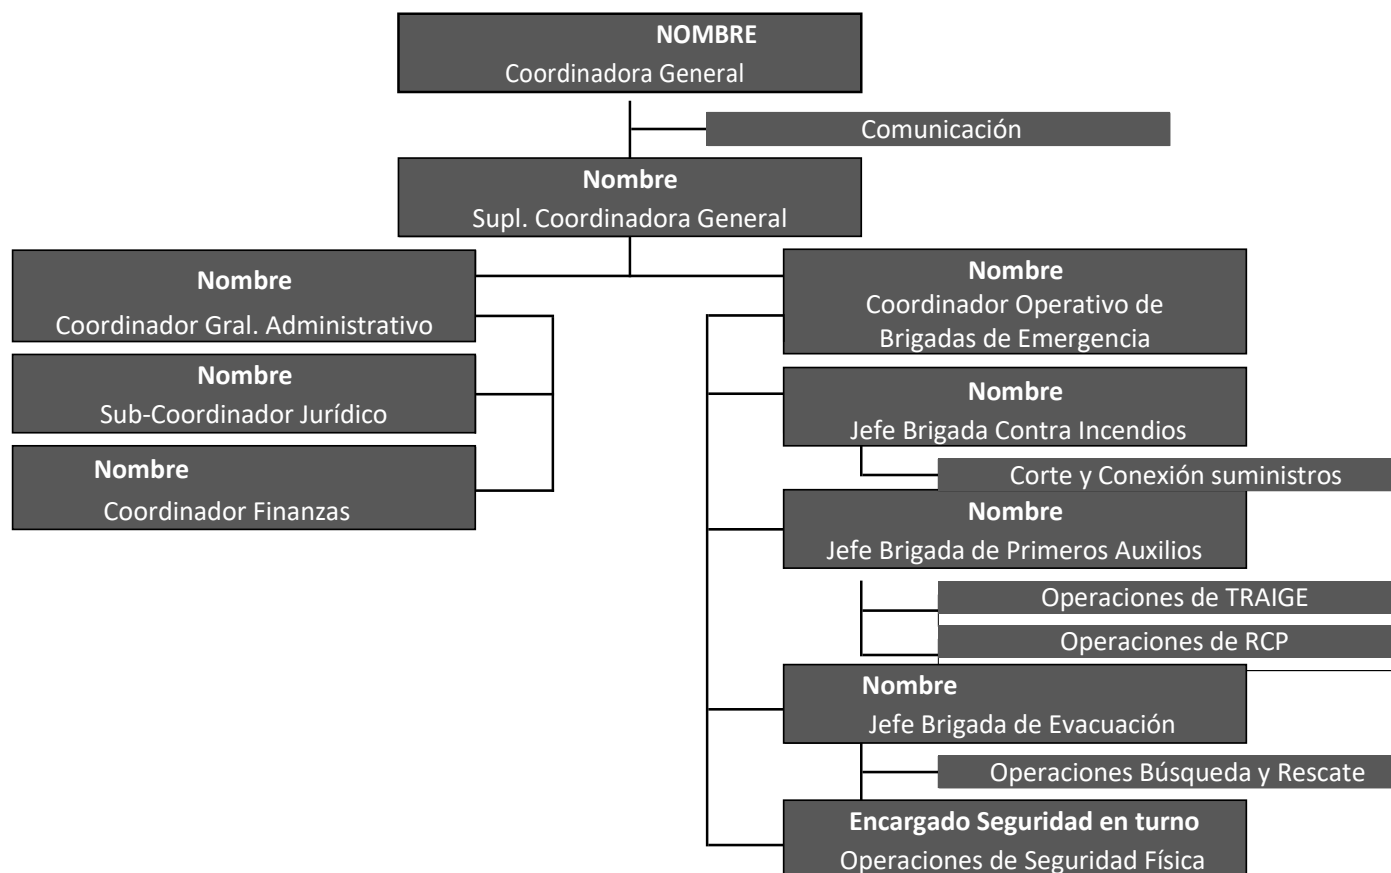 NOMBRE
Coordinadora General
Comunicación
Nombre
Supl. Coordinadora General
Nombre
Coordinador Gral. Administrativo
Nombre
Sub-Coordinador Jurídico
Nombre
Coordinador Finanzas
Nombre
Coordinador Operativo de
Brigadas de Emergencia
Nombre
Jefe Brigada Contra Incendios
Corte y Conexión suministros
Nombre
Jefe Brigada de Primeros Auxilios
Operaciones de TRAIGE
Operaciones de RCP
Nombre
Jefe Brigada de Evacuación
Operaciones Búsqueda y Rescate
Encargado Seguridad en turno
Operaciones de Seguridad Física